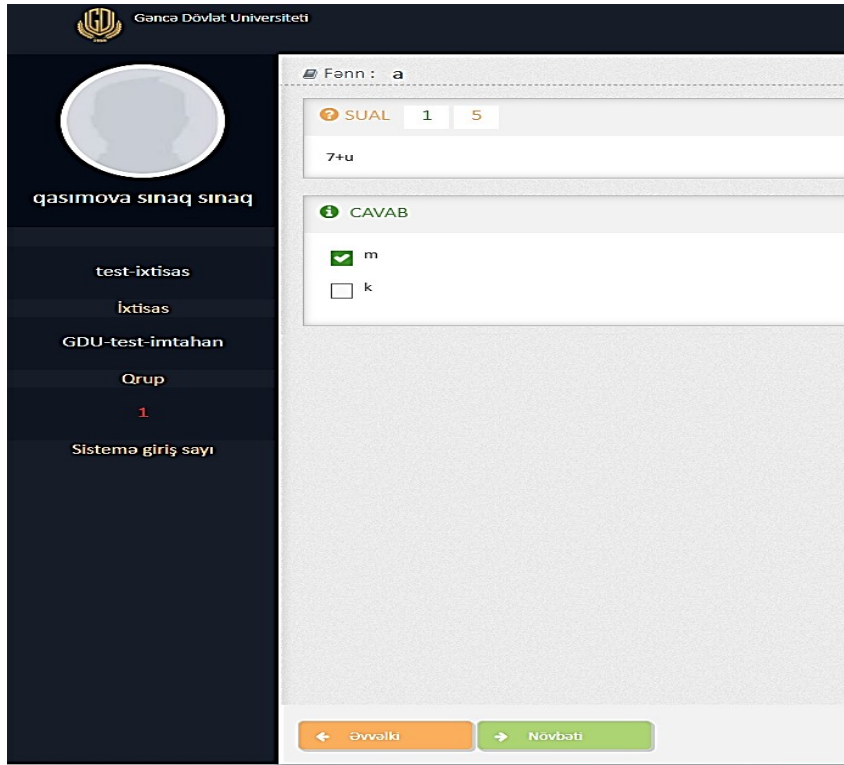 Gəncə Dövlət Universiteti
qasımova sınaq sınaq
test-ixtisas
İxtisas
GDU-test-imtahan
Qrup
1
Sistemə giriş sayı
Fənn : a
SUAL 1 5
7+u
CAVAB
m
k
Əvvəlki
Növbəti